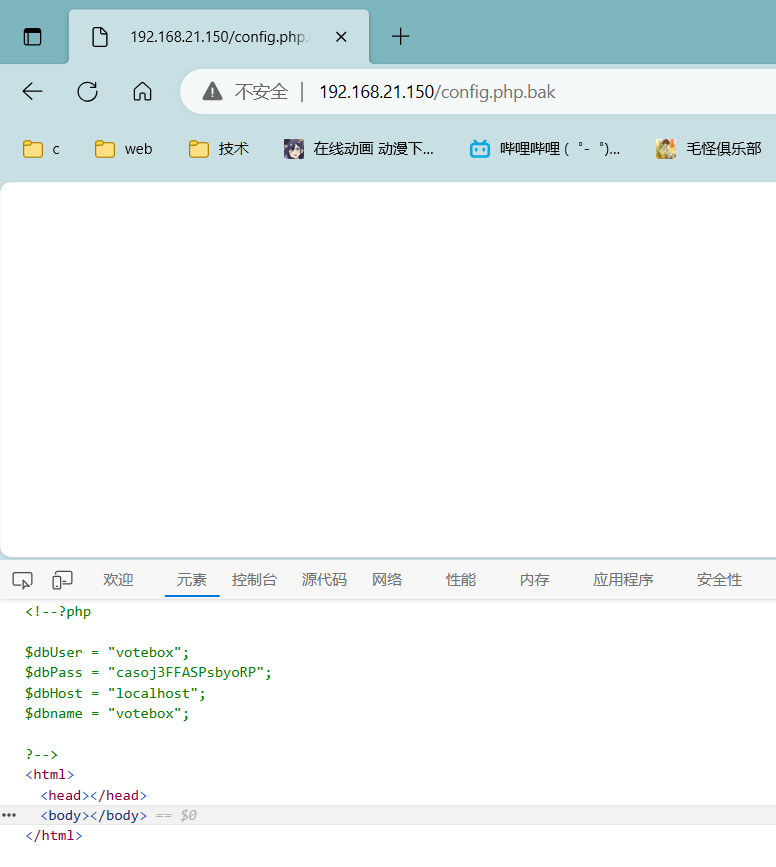 192.168.21.150/config.php.
不安全 | 192.168.21.150/config.php.bak
c web 技术 在线动画 动漫下... 哔哩哔哩 ( ゜- ゜)... 毛怪俱乐部
欢迎 元素 控制台 源代码 网络 性能 内存 应用程序 安全性
<!--?php
$dbUser = "votebox";
$dbPass = "casoj3FFASPsbyoRP";
$dbHost = "localhost";
$dbname = "votebox";
?-->
<html>
<head></head>
<body></body> == $0
</html>